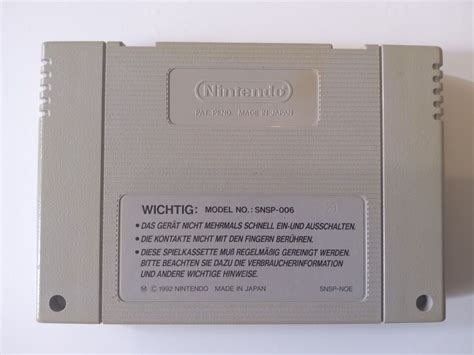 Nintendo
PAT. PEND. MADE IN JAPAN
WICHTIG: MODEL NO.: SNSP-006
• DAS GERÄT NICHT MEHRMALS SCHNELL EIN-UND AUSSCHALTEN.
• DIE KONTAKTE NICHT MIT DEN FINGERN BERÜHREN.
• DIESE SPIELKASSETTE MUß REGELMÄßIG GEREINIGT WERDEN.
BITTE BEACHTEN SIE DAZU DIE VERBRAUCHERINFORMATION
UND ANDERE WICHTIGE HINWEISE.
Ⓜ © 1992 NINTENDO MADE IN JAPAN SNSP-NOE